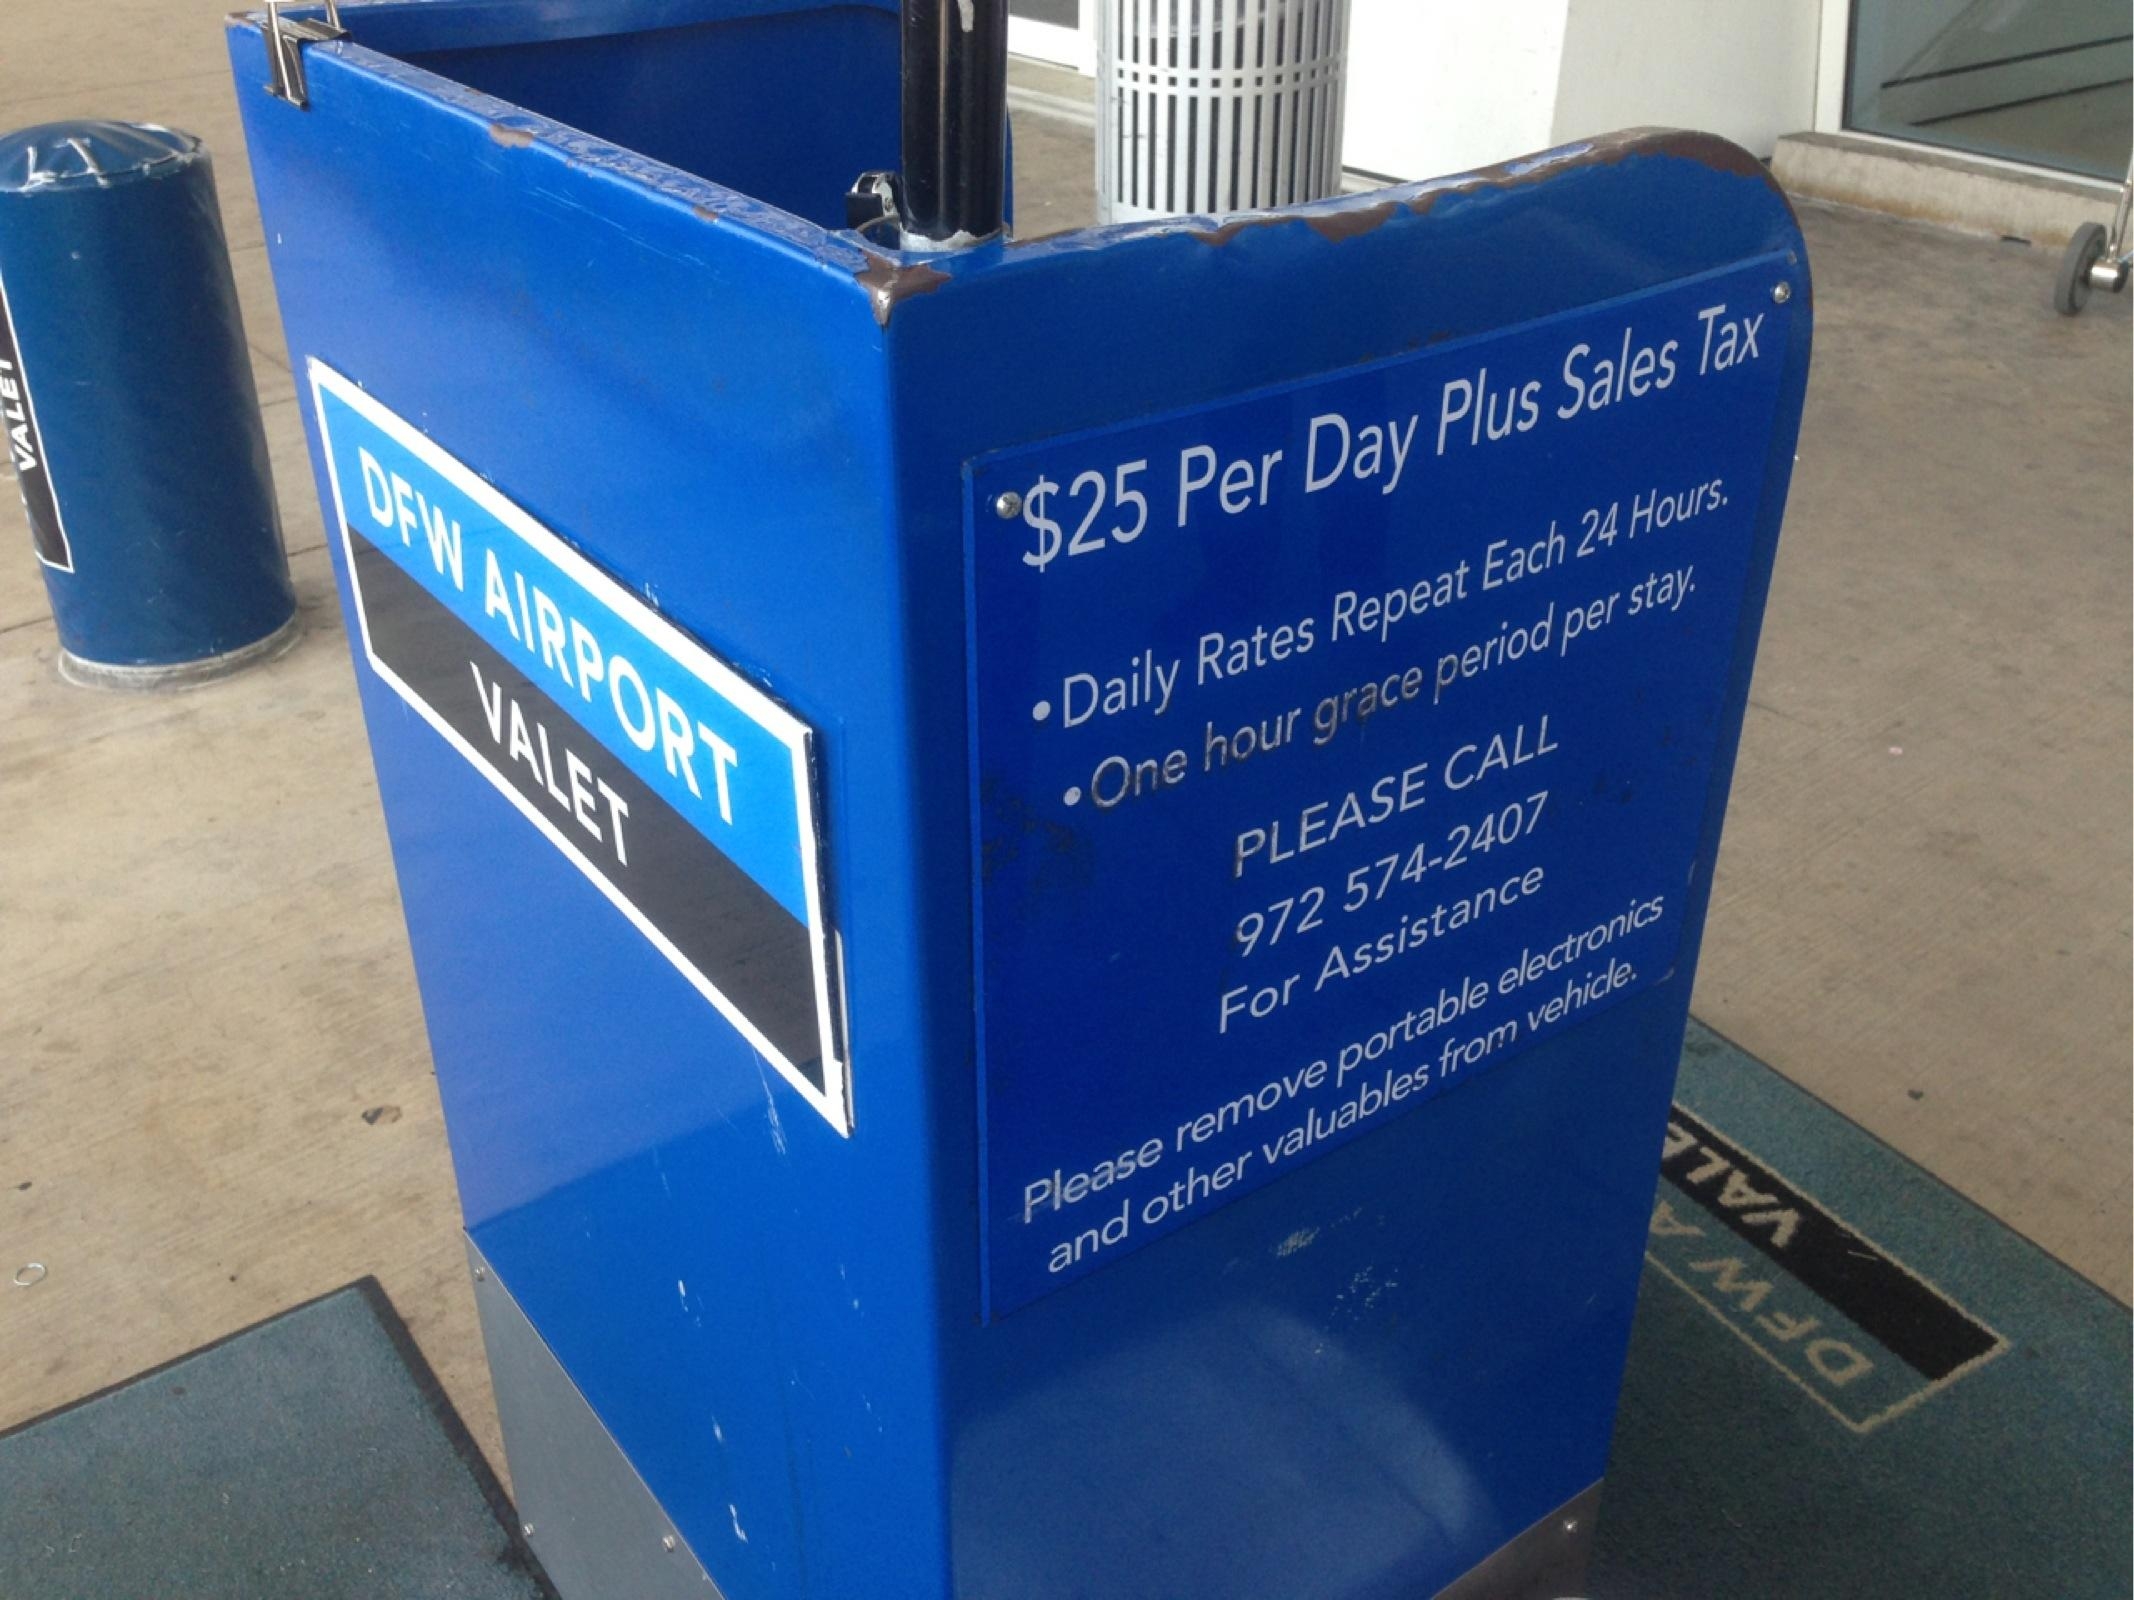 VALET
DFW AIRPORT
VALET
$25 Per Day Plus Sales Tax
•Daily Rates Repeat Each 24 Hours.
•One hour grace period per stay.
PLEASE CALL
972 574-2407
For Assistance
Please remove portable electronics
and other valuables from vehicle.
DFW A
VALE